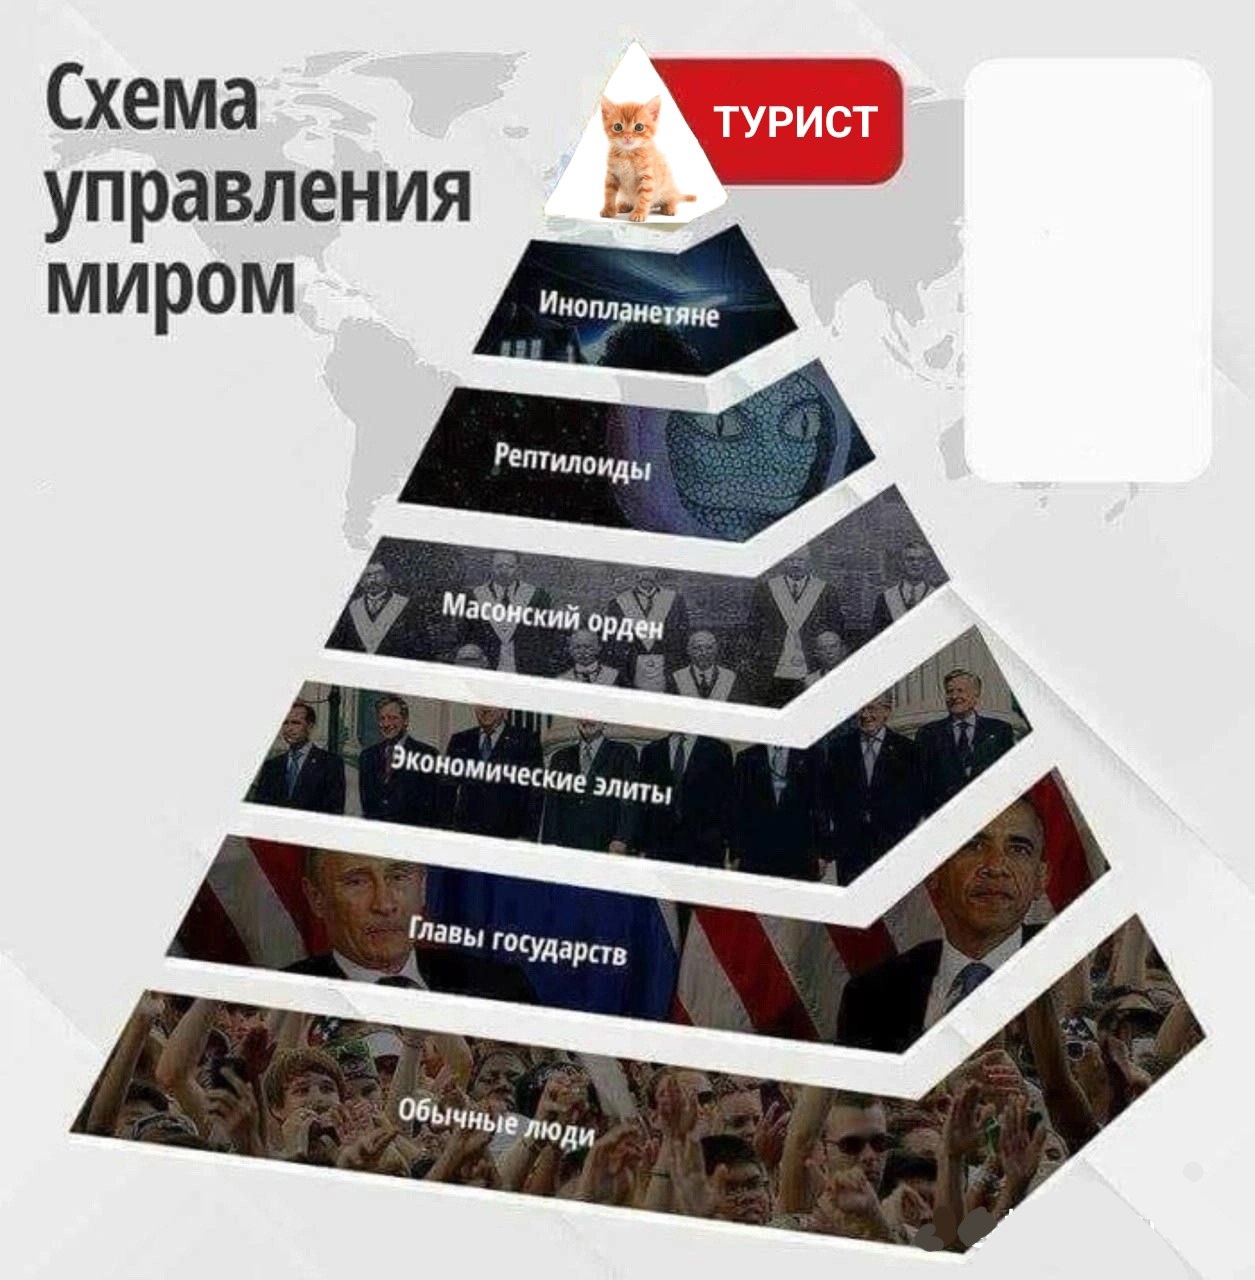 Схема
управления
миром
ТУРИСТ
Инопланетяне
Рептилоиды
Масонский орден
Экономические элиты
Главы государств
Обычные люди